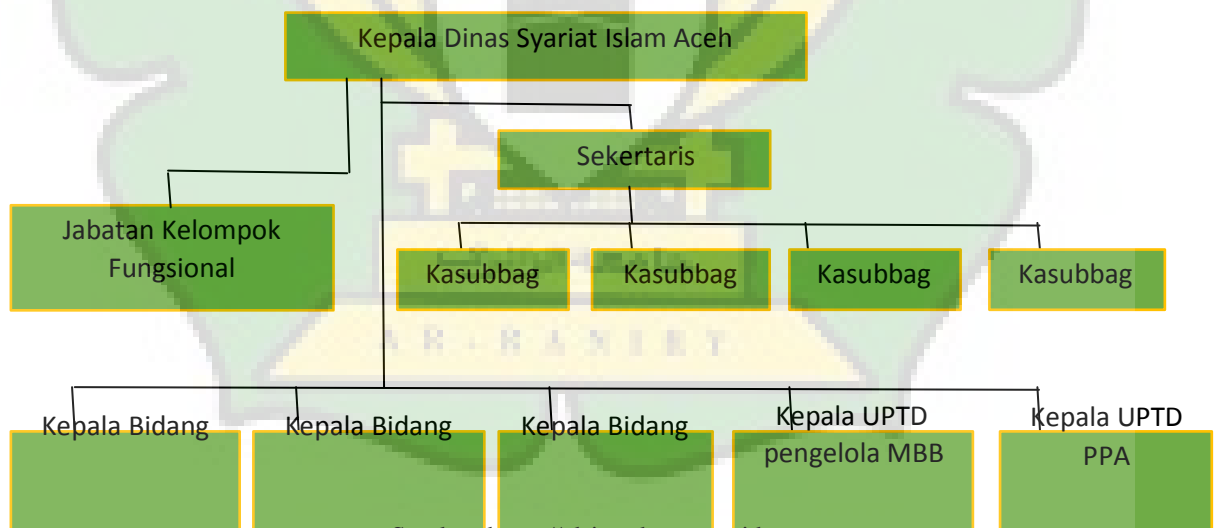 Kepala Dinas Syariat Islam Aceh
Sekertaris
Jabatan Kelompok
Fungsional
Kasubbag
Kasubbag
Kasubbag
Kasubbag
Kepala Bidang
Kepala Bidang
Kepala Bidang
Kepala UPTD
pengelola MBB
Kepala UPTD
PPA
A R - R A N I R Y